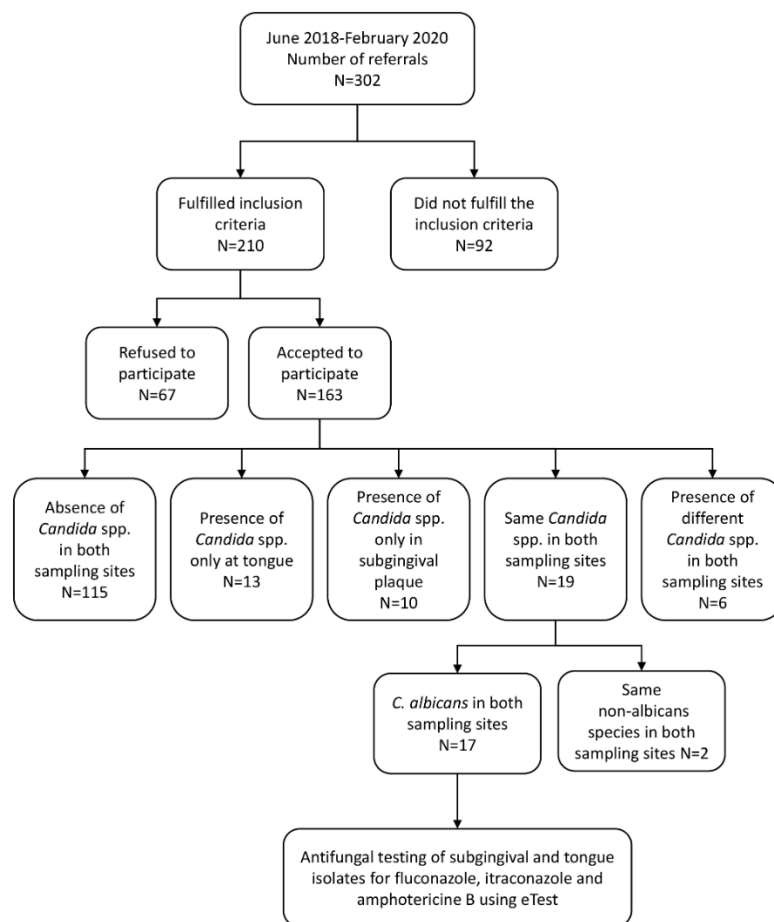 June 2018-February 2020
Number of referrals
N=302
Fulfilled inclusion
criteria
N=210
Did not fulfill the
inclusion criteria
N=92
Refused to
participate
N=67
Accepted to
participate
N=163
Absence of
Candida spp.
in both
sampling sites
N=115
Presence of
Candida spp.
only at tongue
N=13
Presence of
Candida spp.
only in
subgingival
plaque
N=10
Same Candida
spp. in both
sampling sites
N=19
Presence of
different
Candida spp.
in both
sampling sites
N=6
C. albicans in both
sampling sites
N=17
Same
non-albicans
species in both
sampling sites N=2
Antifungal testing of subgingival and tongue
isolates for fluconazole, itraconazole and
amphotericine B using eTest